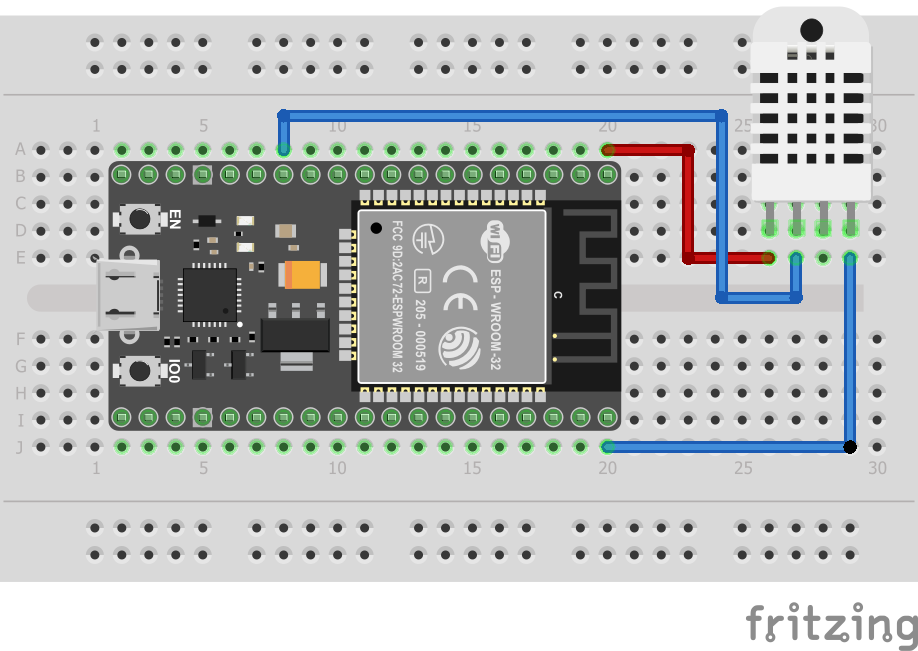 1 5 10 15 20 25 30
A
B
C
D
E
F
G
H
I
J
1 5 10 15 20 25 30
EN
IO0
FCC 9D:2AC72-ESPWROOM 32
R 205 - 000519
CE
WiFi ESP - WROOM-32
C
fritzing